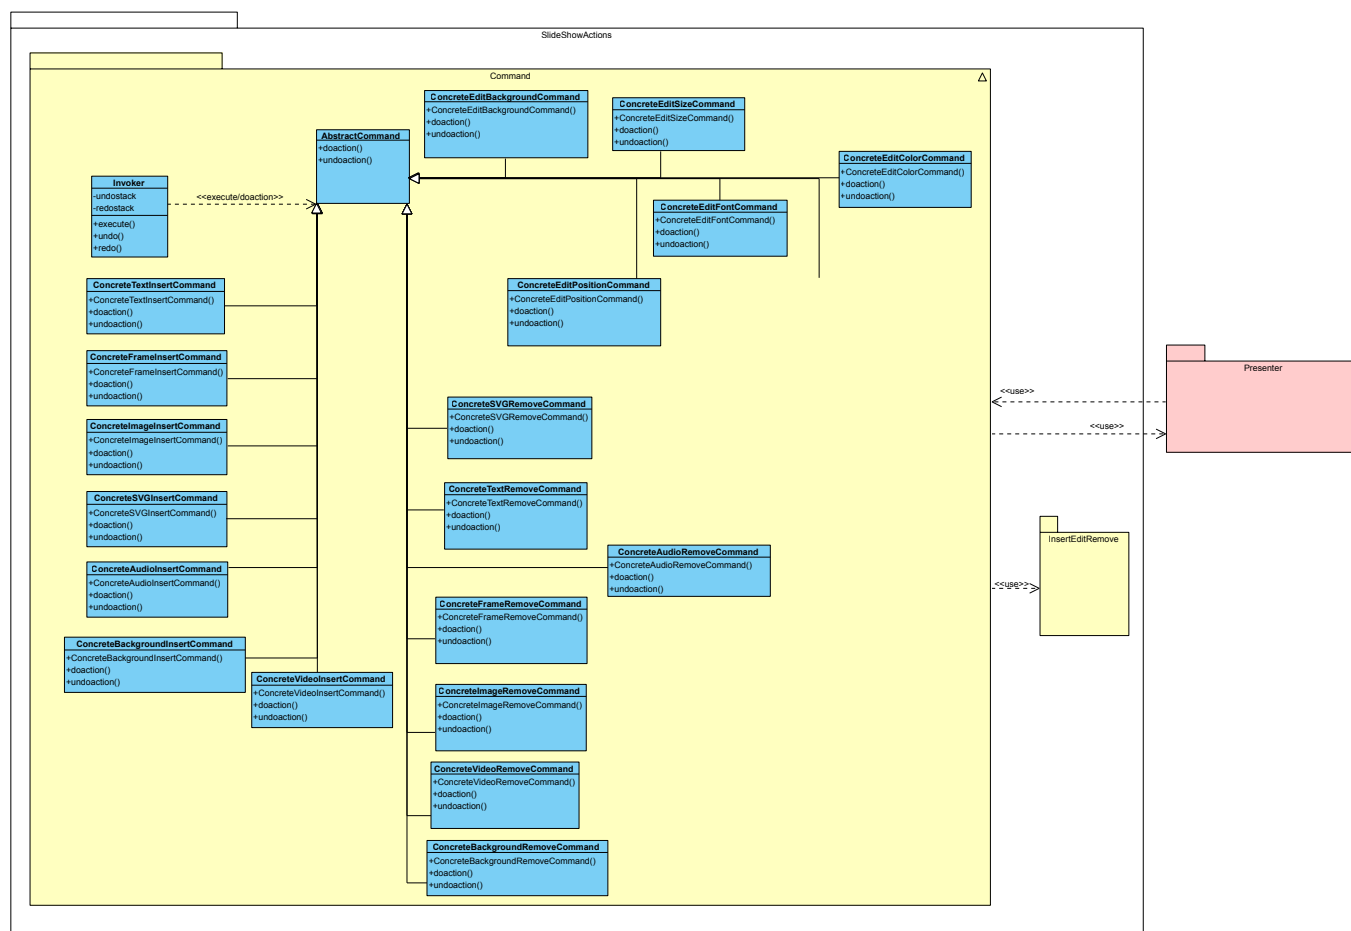 SlideShowActions
Command
ConcreteEditBackgroundCommand
+ConcreteEditBackgroundCommand()
+doaction()
+undoaction()
ConcreteEditSizeCommand
+ConcreteEditSizeCommand()
+doaction()
+undoaction()
AbstractCommand
+doaction()
+undoaction()
ConcreteEditColorCommand
+ConcreteEditColorCommand()
+doaction()
+undoaction()
Invoker
-undostack
-redostack
+execute()
+undo()
+redo()
<<execute/doaction>>
ConcreteEditFontCommand
+ConcreteEditFontCommand()
+doaction()
+undoaction()
ConcreteTextInsertCommand
+ConcreteTextInsertCommand()
+doaction()
+undoaction()
ConcreteEditPositionCommand
+ConcreteEditPositionCommand()
+doaction()
+undoaction()
ConcreteFrameInsertCommand
+ConcreteFrameInsertCommand()
+doaction()
+undoaction()
Presenter
<<use>>
<<use>>
ConcreteSVGRemoveCommand
+ConcreteSVGRemoveCommand()
+doaction()
+undoaction()
ConcreteImageInsertCommand
+ConcreteImageInsertCommand()
+doaction()
+undoaction()
ConcreteTextRemoveCommand
+ConcreteTextRemoveCommand()
+doaction()
+undoaction()
ConcreteSVGInsertCommand
+ConcreteSVGInsertCommand()
+doaction()
+undoaction()
InsertEditRemove
<<use>>
ConcreteAudioRemoveCommand
+ConcreteAudioRemoveCommand()
+doaction()
+undoaction()
ConcreteAudioInsertCommand
+ConcreteAudioInsertCommand()
+doaction()
+undoaction()
ConcreteFrameRemoveCommand
+ConcreteFrameRemoveCommand()
+doaction()
+undoaction()
ConcreteBackgroundInsertCommand
+ConcreteBackgroundInsertCommand()
+doaction()
+undoaction()
ConcreteVideoInsertCommand
+ConcreteVideoInsertCommand()
+doaction()
+undoaction()
ConcreteImageRemoveCommand
+ConcreteImageRemoveCommand()
+doaction()
+undoaction()
ConcreteVideoRemoveCommand
+ConcreteVideoRemoveCommand()
+doaction()
+undoaction()
ConcreteBackgroundRemoveCommand
+ConcreteBackgroundRemoveCommand()
+doaction()
+undoaction()